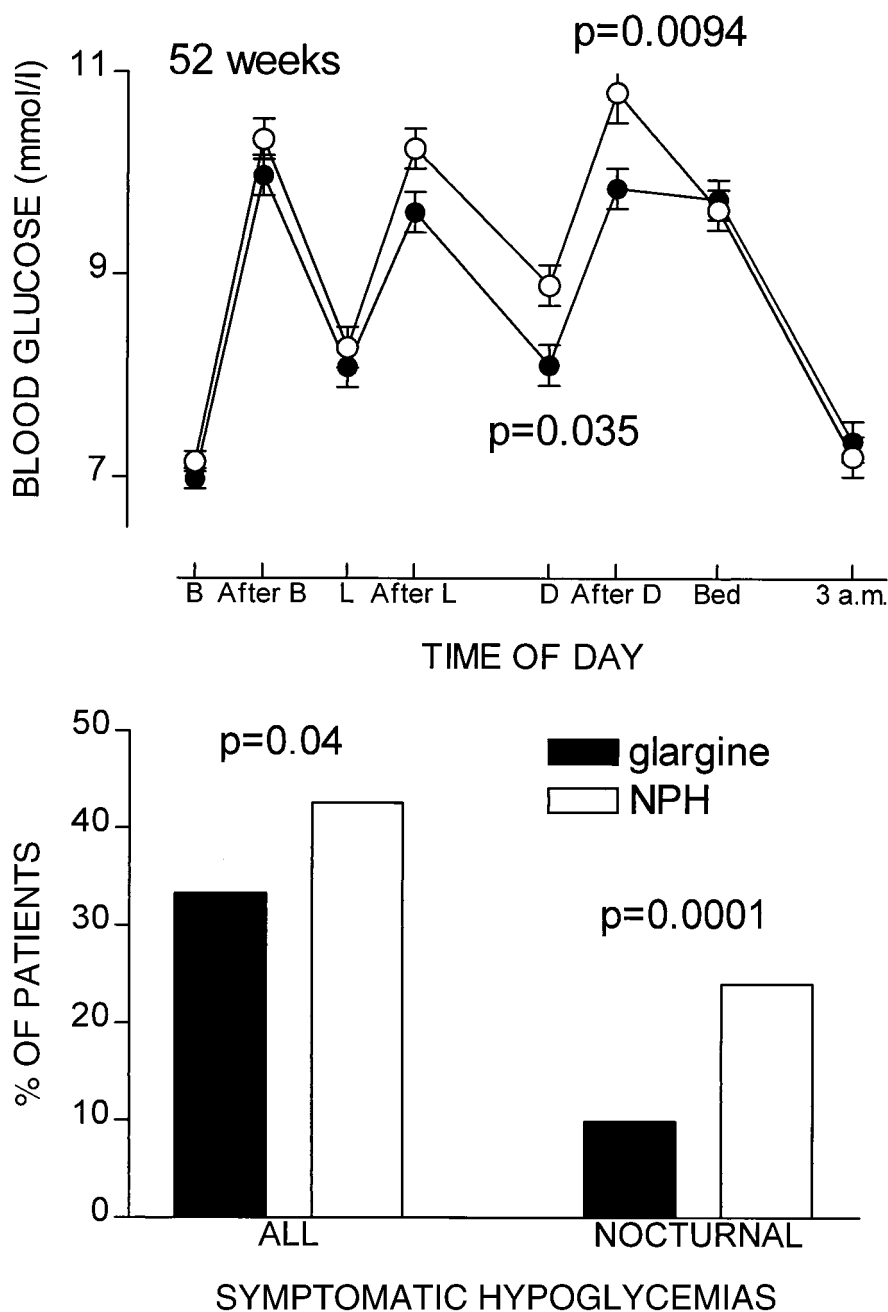 p=0.0094
52 weeks
11
9
7
BLOOD GLUCOSE (mmol/l)
p=0.035
B After B L After L D After D Bed 3 a.m.
TIME OF DAY
50
40
30
20
10
0
% OF PATIENTS
p=0.04
glargine
NPH
p=0.0001
ALL NOCTURNAL
SYMPTOMATIC HYPOGLYCEMIAS